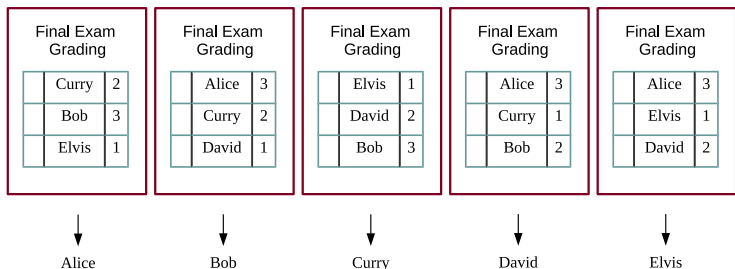 Final Exam
Grading
Curry 2
Bob 3
Elvis 1
Alice
Final Exam
Grading
Alice 3
Curry 2
David 1
Bob
Final Exam
Grading
Elvis 1
David 2
Bob 3
Curry
Final Exam
Grading
Alice 3
Curry 1
Bob 2
David
Final Exam
Grading
Alice 3
Elvis 1
David 2
Elvis